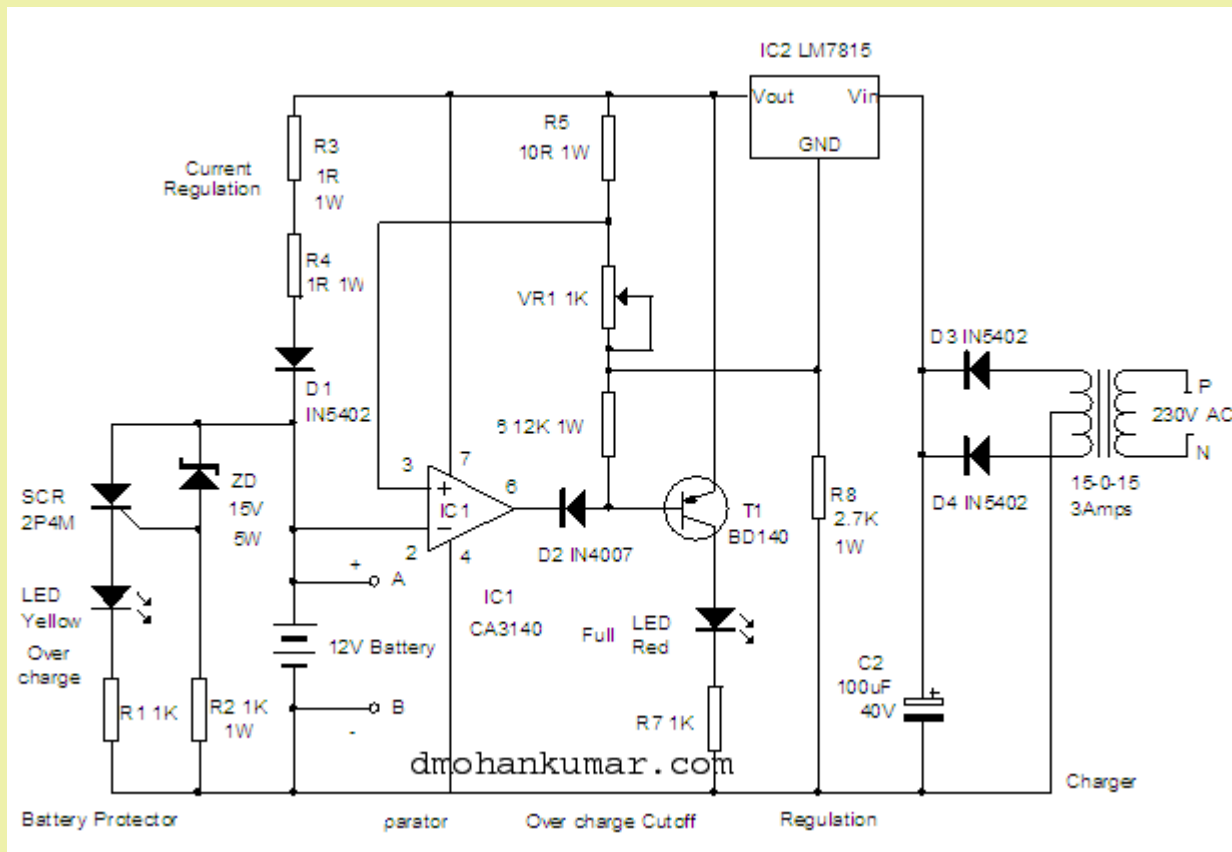 IC2 LM7815
Vout
Vin
GND
R5
10R 1W
R3
1R
1W
Current
Regulation
R4
1R 1W
VR1 1K
D1
IN5402
D3 IN5402
P
230V AC
N
12K 1W
3
7
6
IC1
2
4
+
−
D2 IN4007
T1
BD140
R8
2.7K
1W
D4 IN5402
15-0-15
3Amps
SCR
2P4M
ZD
15V
5W
+
A
LED
Yellow
Over
charge
IC1
CA3140
Full
LED
Red
12V Battery
C2
100uF
40V
+
R1 1K
R2 1K
1W
B
-
R7 1K
dmohankumar.com
Charger
Battery Protector
parator
Over charge Cutoff
Regulation